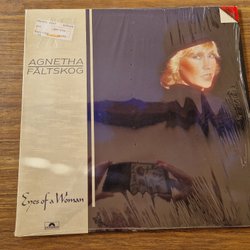 AGNETHA
FÄLTSKOG
Eyes of a Woman